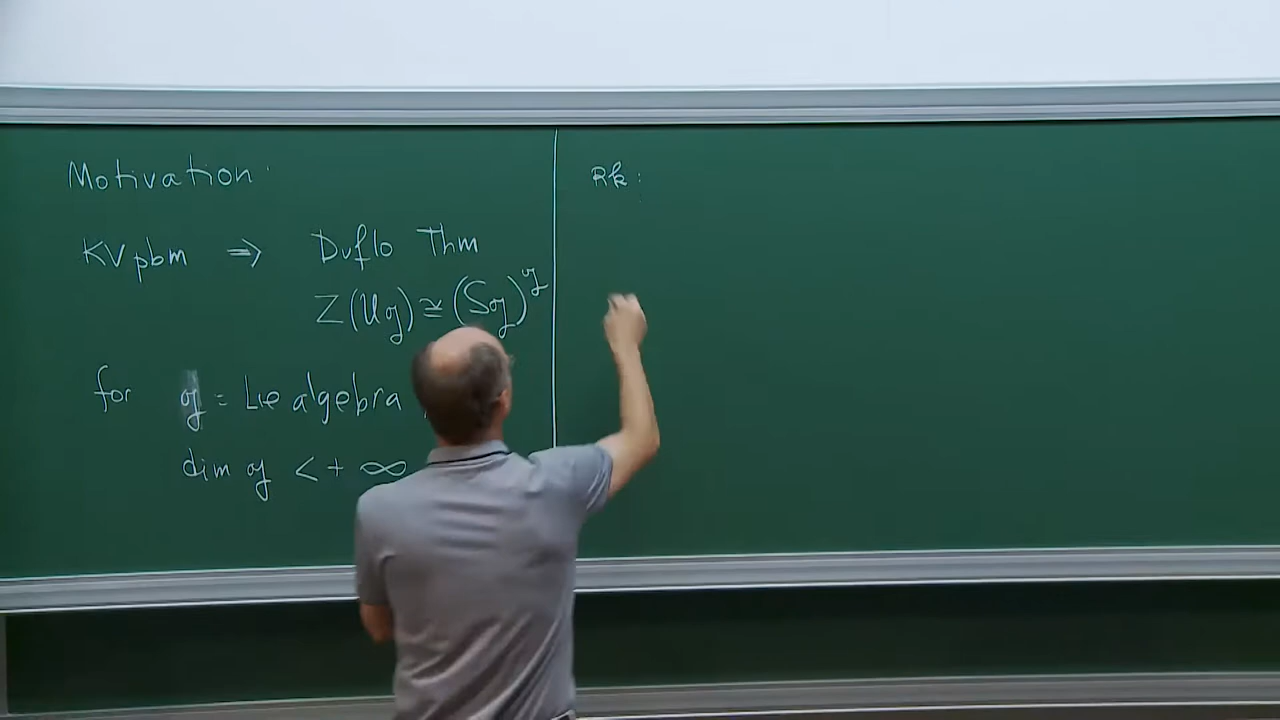 Motivation:
KV pbm ⇒ Duflo Thm
Z(U𝔤) ≅ (S𝔤)^𝔤
for 𝔤 = Lie algebra
dim 𝔤 < + ∞
Rk: